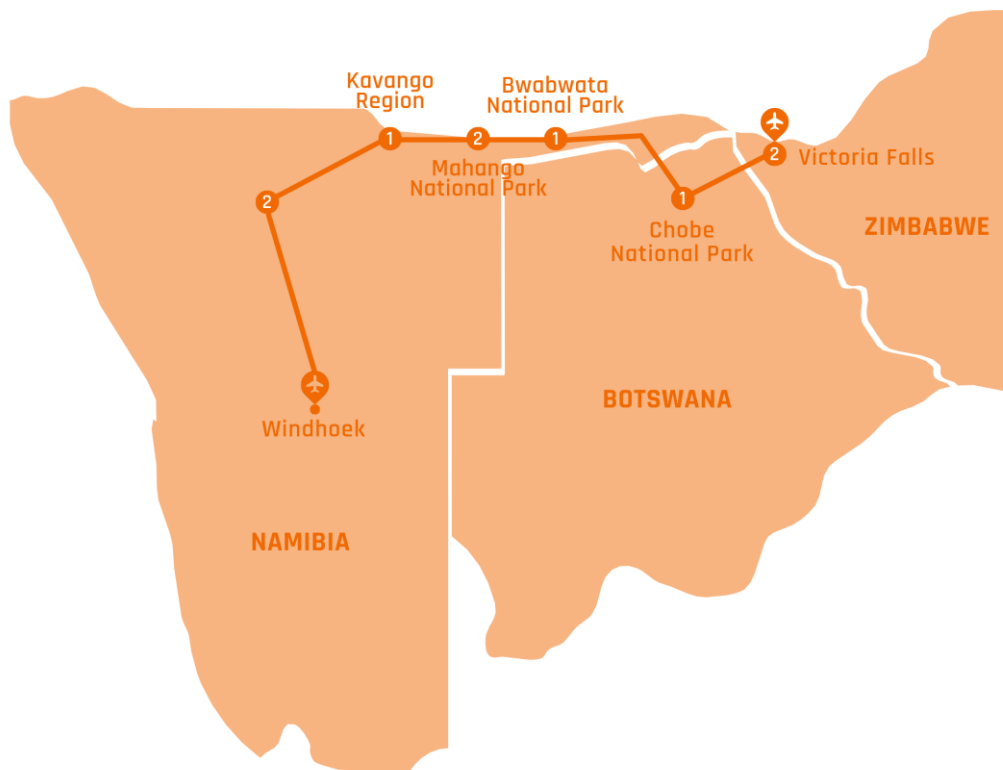 Kavango
Region
Bwabwata
National Park
1
2
1
Mahango
National Park
2
Victoria Falls
2
1
Chobe
National Park
ZIMBABWE
Windhoek
BOTSWANA
NAMIBIA